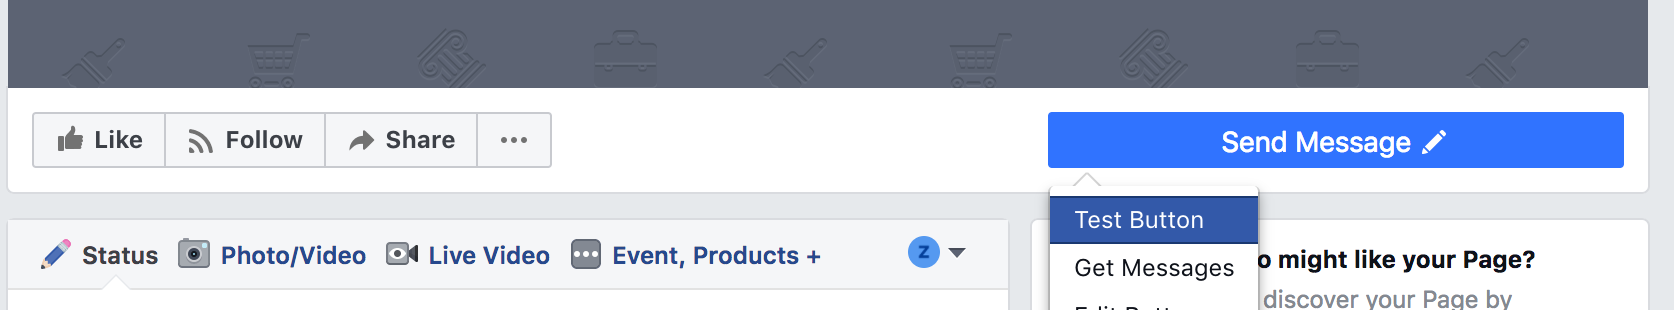 Like Follow Share
Send Message
Test Button
Status Photo/Video Live Video Event, Products + Z
Get Messages
might like your Page?
Edit
discover your Page by